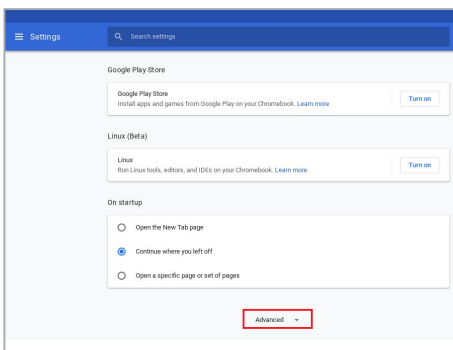 Settings
Search settings
Google Play Store
Google Play Store
Install apps and games from Google Play on your Chromebook. Learn more
Turn on
Linux (Beta)
Linux
Run Linux tools, editors, and IDEs on your Chromebook. Learn more
Turn on
On startup
Open the New Tab page
Continue where you left off
Open a specific page or set of pages
Advanced